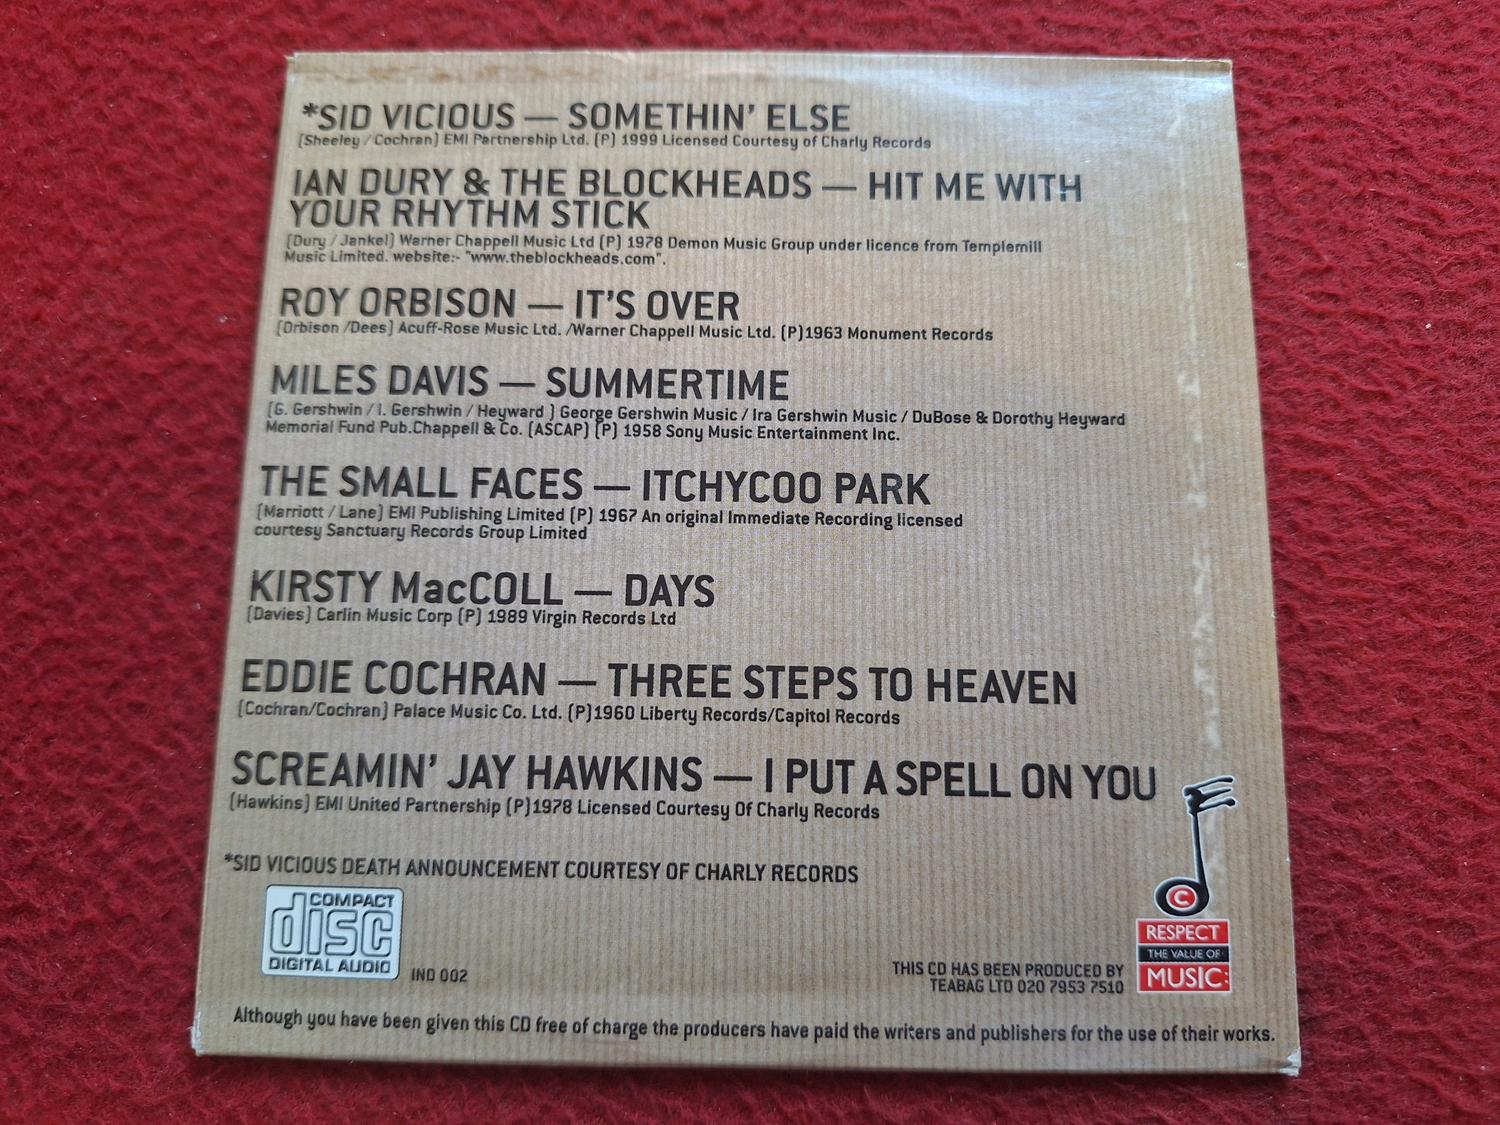 *SID VICIOUS — SOMETHIN' ELSE
(Sheeley / Cochran) EMI Partnership Ltd. (P) 1999 Licensed Courtesy of Charly Records
IAN DURY & THE BLOCKHEADS — HIT ME WITH
YOUR RHYTHM STICK
(Dury / Jankel) Warner Chappell Music Ltd (P) 1978 Demon Music Group under licence from Templemill
Music Limited. website:- "www.theblockheads.com".
ROY ORBISON — IT'S OVER
(Orbison /Dees) Acuff-Rose Music Ltd. /Warner Chappell Music Ltd. (P)1963 Monument Records
MILES DAVIS — SUMMERTIME
(G. Gershwin / I. Gershwin / Heyward ) George Gershwin Music / Ira Gershwin Music / DuBose & Dorothy Heyward
Memorial Fund Pub.Chappell & Co. (ASCAP) (P) 1958 Sony Music Entertainment Inc.
THE SMALL FACES — ITCHYCOO PARK
(Marriott / Lane) EMI Publishing Limited (P) 1967 An original Immediate Recording licensed
courtesy Sanctuary Records Group Limited
KIRSTY MacCOLL — DAYS
(Davies) Carlin Music Corp (P) 1989 Virgin Records Ltd
EDDIE COCHRAN — THREE STEPS TO HEAVEN
(Cochran/Cochran) Palace Music Co. Ltd. (P)1960 Liberty Records/Capitol Records
SCREAMIN' JAY HAWKINS — I PUT A SPELL ON YOU
(Hawkins) EMI United Partnership (P)1978 Licensed Courtesy Of Charly Records
*SID VICIOUS DEATH ANNOUNCEMENT COURTESY OF CHARLY RECORDS
COMPACT
disc
DIGITAL AUDIO
IND 002
THIS CD HAS BEEN PRODUCED BY
TEABAG LTD 020 7953 7510
C
RESPECT
THE VALUE OF
MUSIC:
Although you have been given this CD free of charge the producers have paid the writers and publishers for the use of their works.